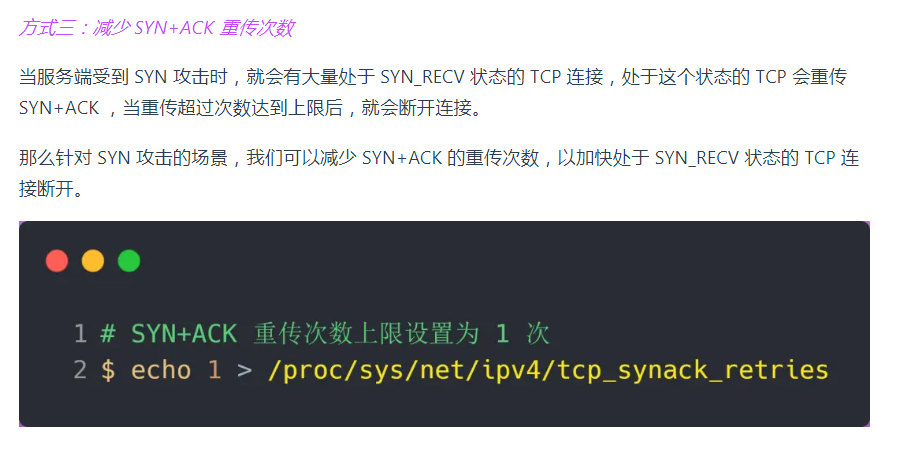 方式三：减少 SYN+ACK 重传次数
当服务端受到 SYN 攻击时，就会有大量处于 SYN_RECV 状态的 TCP 连接，处于这个状态的 TCP 会重传
SYN+ACK ，当重传超过次数达到上限后，就会断开连接。
那么针对 SYN 攻击的场景，我们可以减少 SYN+ACK 的重传次数，以加快处于 SYN_RECV 状态的 TCP 连
接断开。
1 # SYN+ACK 重传次数上限设置为 1 次
2 $ echo 1 > /proc/sys/net/ipv4/tcp_synack_retries